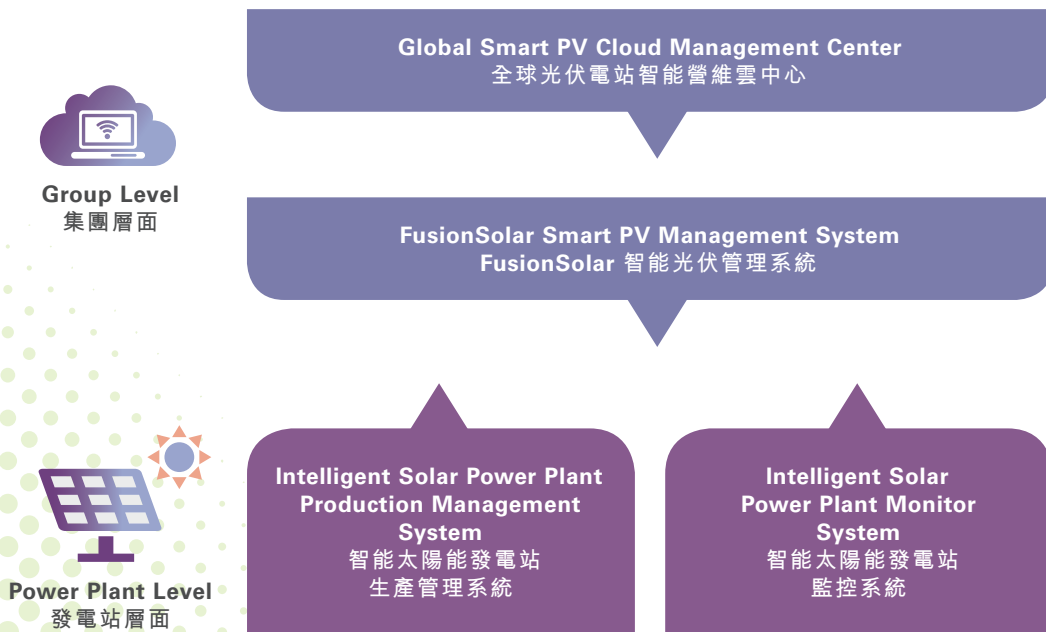 Global Smart PV Cloud Management Center
全球光伏電站智能營維雲中心
Group Level
集團層面
FusionSolar Smart PV Management System
FusionSolar 智能光伏管理系統
Intelligent Solar Power Plant
Production Management
System
智能太陽能發電站
生產管理系統
Intelligent Solar
Power Plant Monitor
System
智能太陽能發電站
監控系統
Power Plant Level
發電站層面